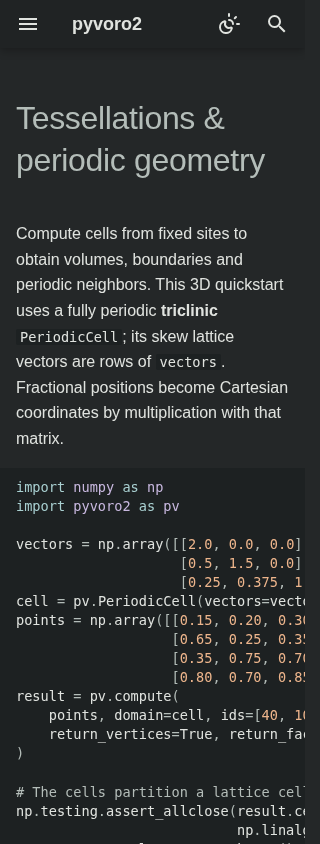 pyvoro2
Tessellations &
periodic geometry
Compute cells from fixed sites to
obtain volumes, boundaries and
periodic neighbors. This 3D quickstart
uses a fully periodic triclinic
PeriodicCell ; its skew lattice
vectors are rows of vectors .
Fractional positions become Cartesian
coordinates by multiplication with that
matrix.
import numpy as np
import pyvoro2 as pv
vectors = np.array([[2.0, 0.0, 0.0]
[0.5, 1.5, 0.0]
[0.25, 0.375, 1
cell = pv.PeriodicCell(vectors=vect
points = np.array([[0.15, 0.20, 0.3
[0.65, 0.25, 0.35
[0.35, 0.75, 0.70
[0.80, 0.70, 0.85
result = pv.compute(
points, domain=cell, ids=[40, 10
return_vertices=True, return_fac
)
# The cells partition a lattice cel
np.testing.assert_allclose(result.ce
np.linalg